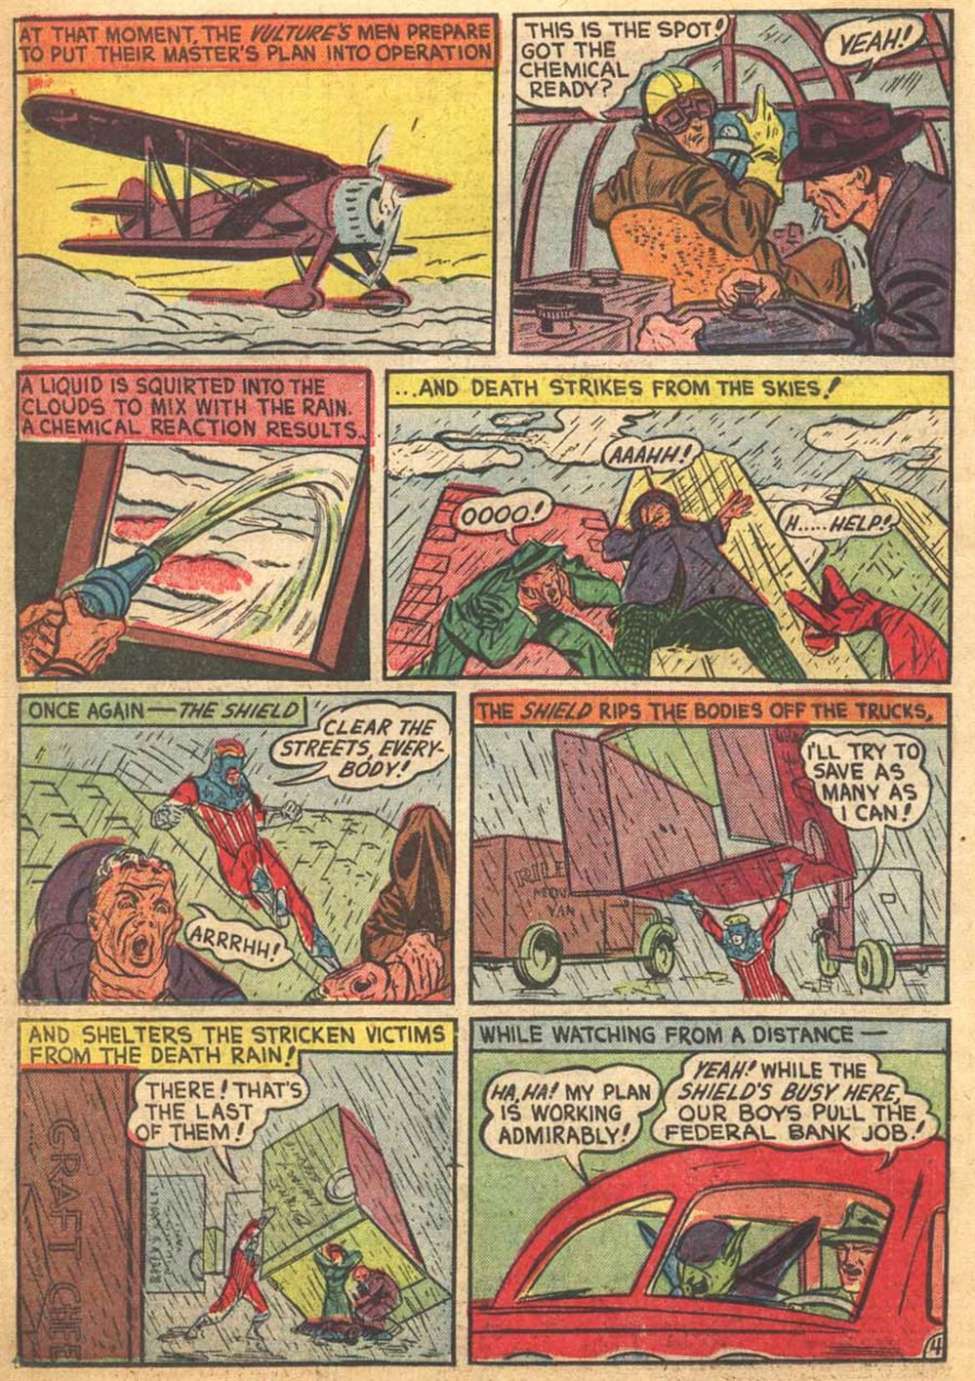 AT THAT MOMENT, THE VULTURE'S MEN PREPARE
TO PUT THEIR MASTER'S PLAN INTO OPERATION
THIS IS THE SPOT!
GOT THE
CHEMICAL
READY?
YEAH!
A LIQUID IS SQUIRTED INTO THE
CLOUDS TO MIX WITH THE RAIN.
A CHEMICAL REACTION RESULTS...
...AND DEATH STRIKES FROM THE SKIES!
OOOO!
AAAHH!
H.....HELP!
ONCE AGAIN — THE SHIELD
CLEAR THE
STREETS, EVERY-
BODY!
ARRRHH!
THE SHIELD RIPS THE BODIES OFF THE TRUCKS,
I'LL TRY TO
SAVE AS
MANY AS
I CAN!
RILE
VAN
AND SHELTERS THE STRICKEN VICTIMS
FROM THE DEATH RAIN!
THERE! THAT'S
THE LAST
OF THEM!
CRAFT CHEE
WHILE WATCHING FROM A DISTANCE —
HA, HA! MY PLAN
IS WORKING
ADMIRABLY!
YEAH! WHILE THE
SHIELD'S BUSY HERE,
OUR BOYS PULL THE
FEDERAL BANK JOB!
4